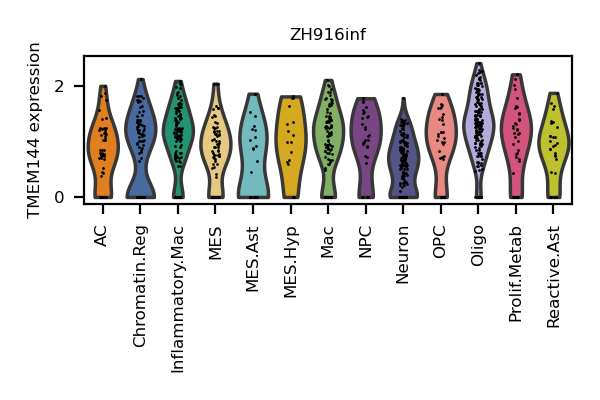 ZH916inf
TMEM144 expression
2
0
AC
Chromatin.Reg
Inflammatory.Mac
MES
MES.Ast
MES.Hyp
Mac
NPC
Neuron
OPC
Oligo
Prolif.Metab
Reactive.Ast